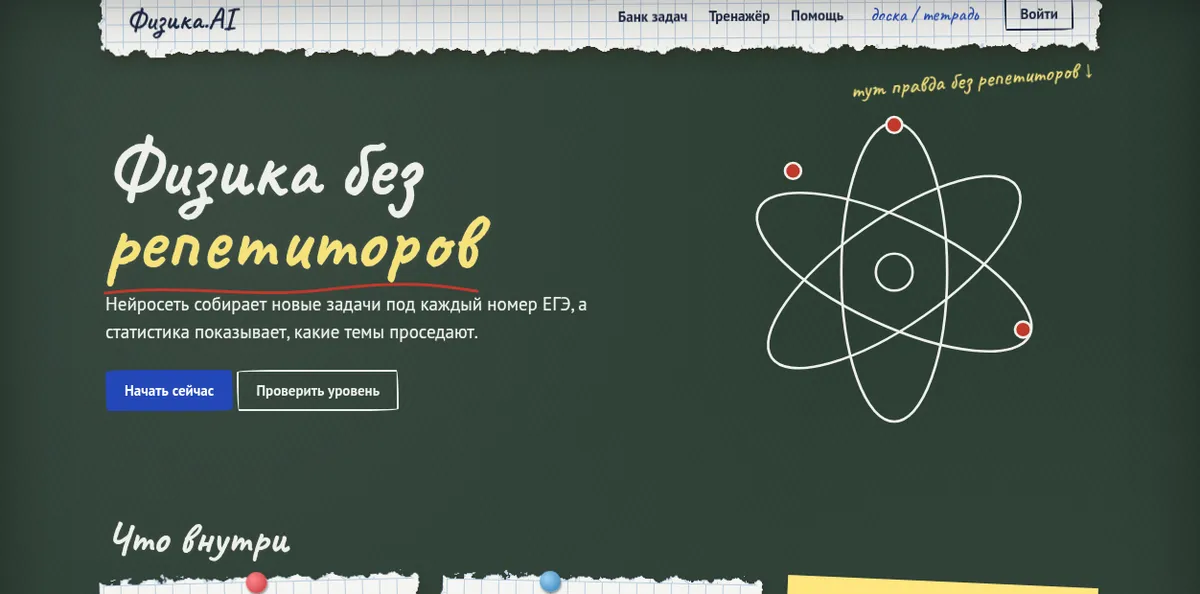 Физика.AI
Банк задач
Тренажёр
Помощь
доска / тетрадь
Войти
тут правда без репетиторов ↓
Физика без
репетиторов
Нейросеть собирает новые задачи под каждый номер ЕГЭ, а
статистика показывает, какие темы проседают.
Начать сейчас
Проверить уровень
Что внутри